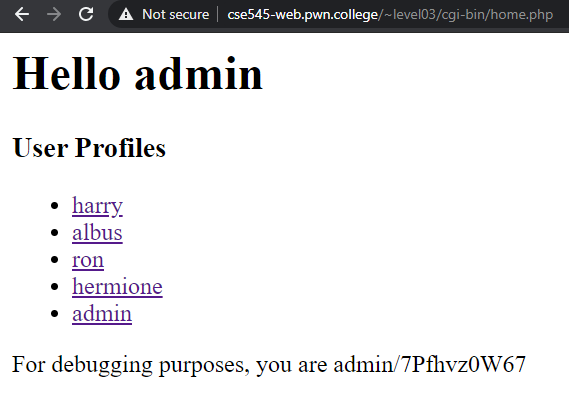 Not secure | cse545-web.pwn.college/~level03/cgi-bin/home.php
Hello admin
User Profiles
harry
albus
ron
hermione
admin
For debugging purposes, you are admin/7Pfhvz0W67